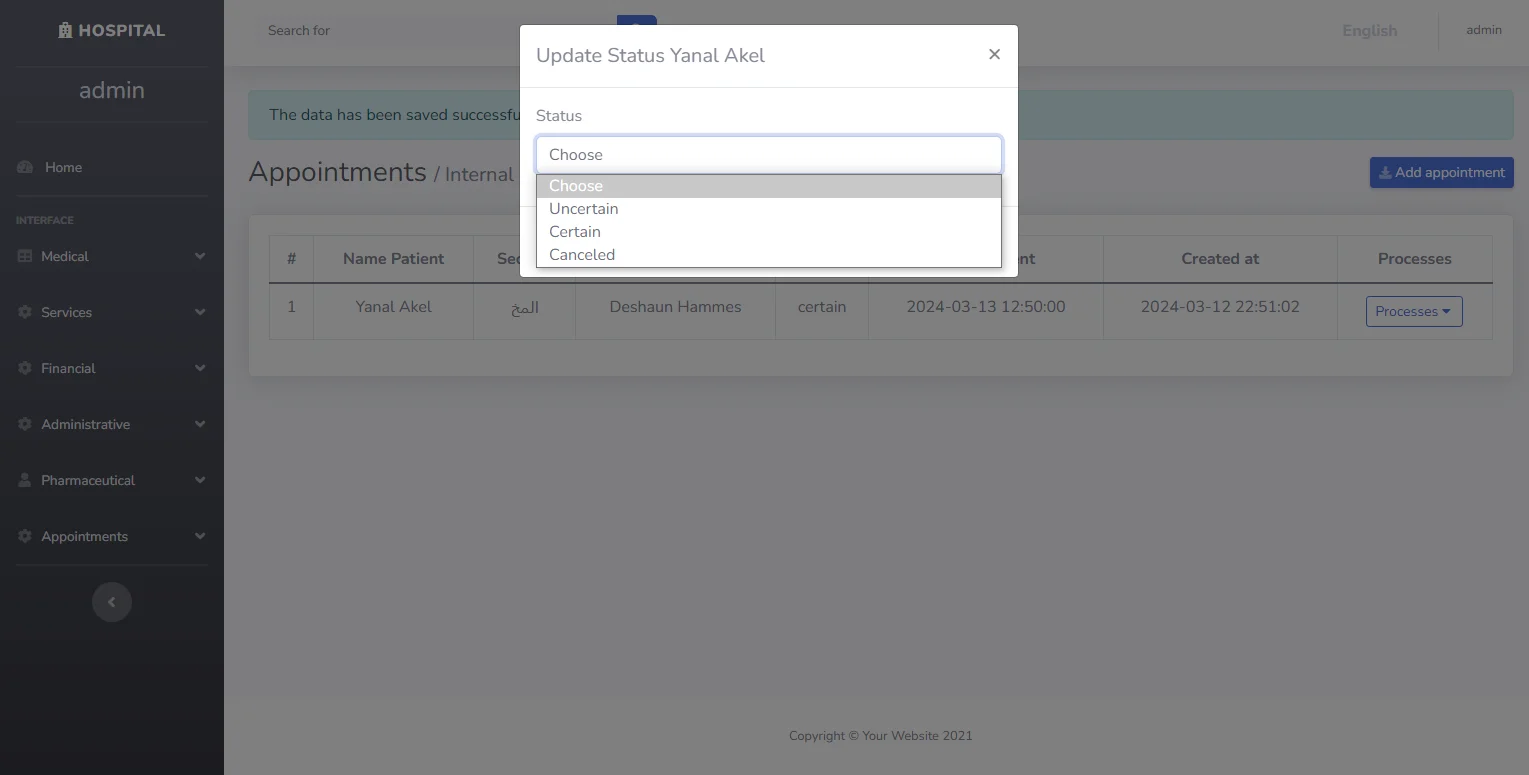 HOSPITAL
admin
Home
INTERFACE
Medical
Services
Financial
Administrative
Pharmaceutical
Appointments
Search for
English
admin
The data has been saved
Appointments / Internal
Add appointment
Update Status Yanal Akel
×
Status
Choose
Choose
Uncertain
Certain
Canceled
# Name Patient Created at Processes
1 Yanal Akel المخ Deshaun Hammes certain 2024-03-13 12:50:00 2024-03-12 22:51:02 Processes
Copyright © Your Website 2021